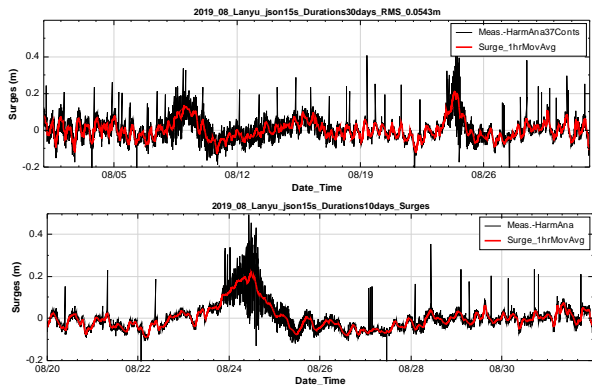 2019_08_Lanyu_json15s_Durations30days_RMS_0.0543m
Meas.-HarmAna37Conts
Surge_1hrMovAvg
Surges (m)
0.4
0.2
0
-0.2
08/05 08/12 08/19 08/26
Date_Time
2019_08_Lanyu_json15s_Durations10days_Surges
Meas.-HarmAna
Surge_1hrMovAvg
Surges (m)
0.4
0.2
0
-0.2
08/20 08/22 08/24 08/26 08/28 08/30
Date_Time